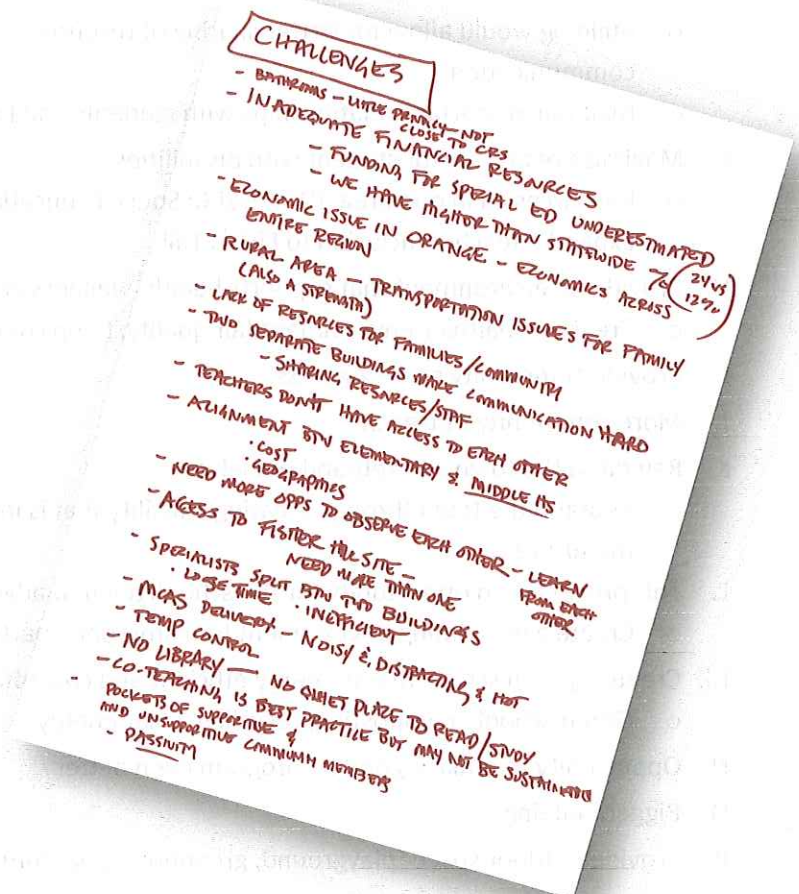 CHALLENGES
- BATHROOMS - LITTLE PRIVACY - NOT
CLOSE TO CRS
- INADEQUATE FINANCIAL RESOURCES
- FUNDING FOR SPECIAL ED UNDERESTIMATED
- WE HAVE HIGHER THAN STATEWIDE % (24 vs
12%)
- ECONOMIC ISSUE IN ORANGE - ECONOMICS ACROSS
ENTIRE REGION
- RURAL AREA - TRANSPORTATION ISSUES FOR FAMILY
(ALSO A STRENGTH)
- LACK OF RESOURCES FOR FAMILIES/COMMUNITY
- TWO SEPARATE BUILDINGS MAKE COMMUNICATION HARD
- SHARING RESOURCES/STAFF
- TEACHERS DON'T HAVE ACCESS TO EACH OTHER
- ALIGNMENT BTN ELEMENTARY & MIDDLE HS
· COST
· GEOGRAPHICS
- NEED MORE OPPS TO OBSERVE EACH OTHER - LEARN
FROM EACH
OTHER
- ACCESS TO FISHER HILL SITE -
NEED MORE THAN ONE
- SPECIALISTS SPLIT BTN TWO BUILDINGS
· LOSE TIME · INEFFICIENT
- MCAS DELIVERY - NOISY & DISTRACTING & HOT
- TEMP CONTROL
- NO LIBRARY - NO QUIET PLACE TO READ/STUDY
- CO-TEACHING IS BEST PRACTICE BUT MAY NOT BE SUSTAINABLE
POCKETS OF SUPPORTIVE &
AND UNSUPPORTIVE COMMUNITY MEMBERS
- PASSIVITY